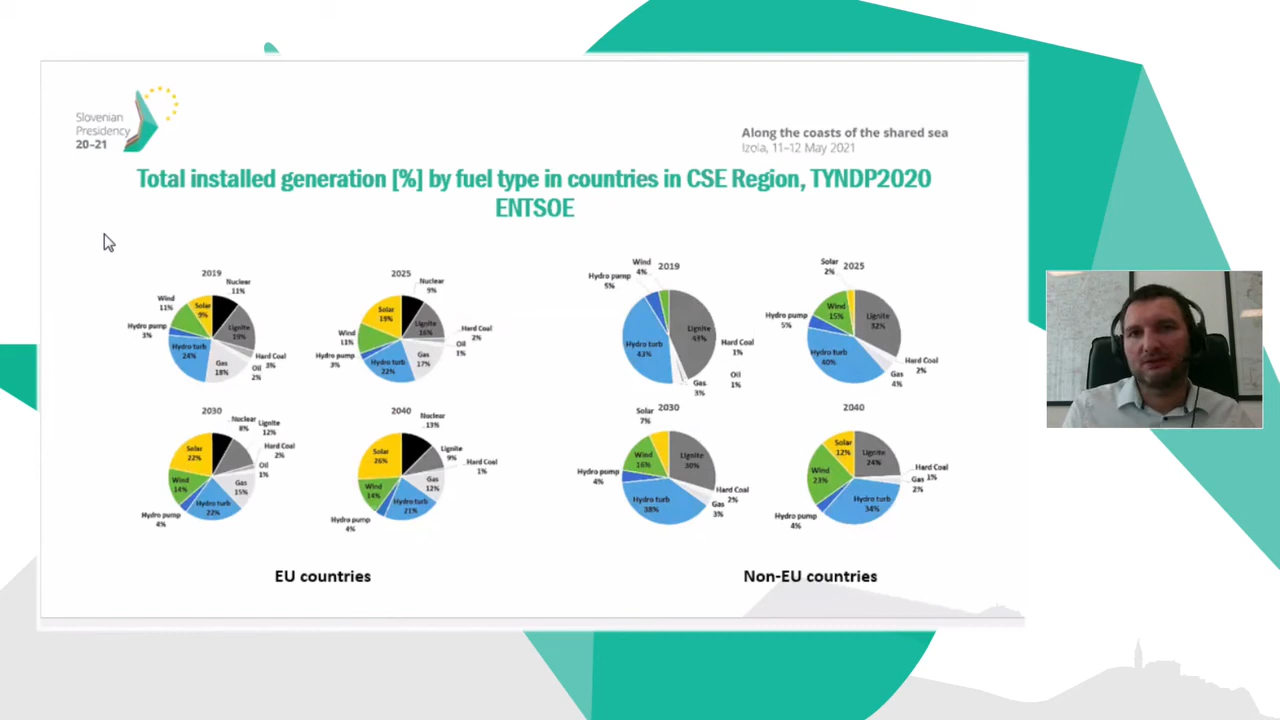 Slovenian
Presidency
20–21
Along the coasts of the shared sea
Izola, 11–12 May 2021
Total installed generation [%] by fuel type in countries in CSE Region, TYNDP2020
ENTSOE
2019
Nuclear
11%
Lignite
19%
Hard Coal
3%
Oil
2%
Gas
18%
Hydro turb
24%
Hydro pump
3%
Wind
11%
Solar
9%
2025
Nuclear
9%
Lignite
16%
Hard Coal
2%
Oil
1%
Gas
17%
Hydro turb
22%
Hydro pump
3%
Wind
11%
Solar
19%
2030
Nuclear
8%
Lignite
12%
Hard Coal
2%
Oil
1%
Gas
15%
Hydro turb
22%
Hydro pump
4%
Wind
14%
Solar
22%
2040
Nuclear
13%
Lignite
9%
Hard Coal
1%
Gas
12%
Hydro turb
21%
Hydro pump
4%
Wind
14%
Solar
26%
EU countries
2019
Wind
4%
Hydro pump
5%
Lignite
43%
Hard Coal
1%
Oil
1%
Gas
3%
Hydro turb
43%
2025
Solar
2%
Wind
15%
Lignite
32%
Hydro pump
5%
Hydro turb
40%
Hard Coal
2%
Gas
4%
2030
Solar
7%
Wind
16%
Lignite
30%
Hydro pump
4%
Hydro turb
38%
Hard Coal
2%
Gas
3%
2040
Solar
12%
Wind
23%
Lignite
24%
Hard Coal
1%
Gas
2%
Hydro turb
34%
Hydro pump
4%
Non-EU countries